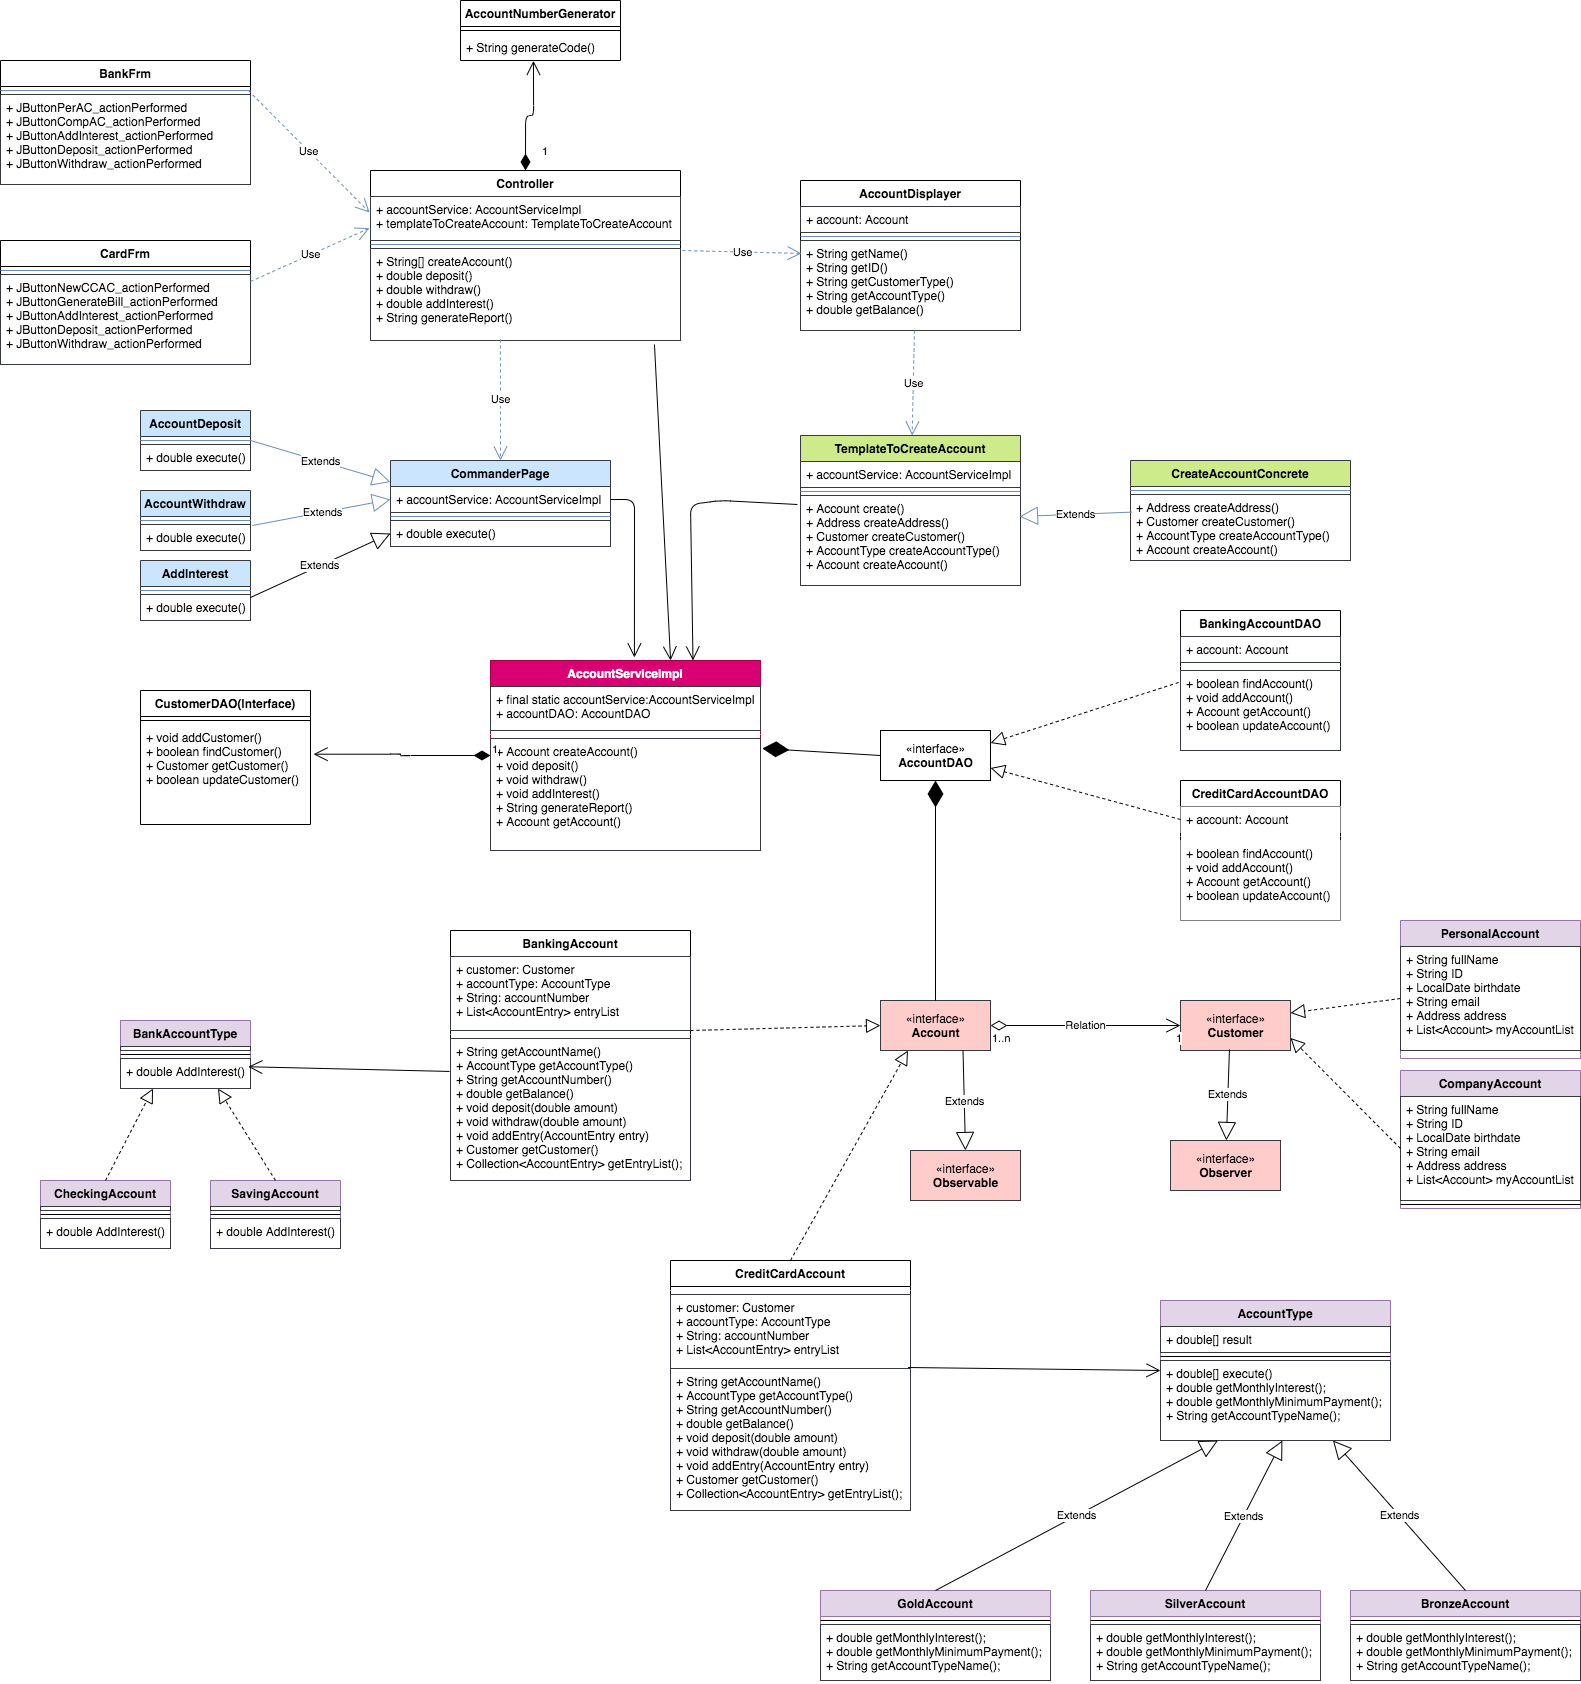 AccountNumberGenerator
+ String generateCode()
BankFrm
+ JButtonPerAC_actionPerformed
+ JButtonCompAC_actionPerformed
+ JButtonAddInterest_actionPerformed
+ JButtonDeposit_actionPerformed
+ JButtonWithdraw_actionPerformed
Use
1
Controller
+ accountService: AccountServiceImpl
+ templateToCreateAccount: TemplateToCreateAccount
+ String[] createAccount()
+ double deposit()
+ double withdraw()
+ double addInterest()
+ String generateReport()
Use
AccountDisplayer
+ account: Account
+ String getName()
+ String getID()
+ String getCustomerType()
+ String getAccountType()
+ double getBalance()
CardFrm
+ JButtonNewCCAC_actionPerformed
+ JButtonGenerateBill_actionPerformed
+ JButtonAddInterest_actionPerformed
+ JButtonDeposit_actionPerformed
+ JButtonWithdraw_actionPerformed
Use
Use
Use
AccountDeposit
+ double execute()
Extends
AccountWithdraw
+ double execute()
Extends
AddInterest
+ double execute()
Extends
CommanderPage
+ accountService: AccountServiceImpl
+ double execute()
TemplateToCreateAccount
+ accountService: AccountServiceImpl
+ Account create()
+ Address createAddress()
+ Customer createCustomer()
+ AccountType createAccountType()
+ Account createAccount()
Extends
CreateAccountConcrete
+ Address createAddress()
+ Customer createCustomer()
+ AccountType createAccountType()
+ Account createAccount()
CustomerDAO(Interface)
+ void addCustomer()
+ boolean findCustomer()
+ Customer getCustomer()
+ boolean updateCustomer()
1
AccountServiceImpl
+ final static accountService:AccountServiceImpl
+ accountDAO: AccountDAO
+ Account createAccount()
+ void deposit()
+ void withdraw()
+ void addInterest()
+ String generateReport()
+ Account getAccount()
«interface»
AccountDAO
BankingAccountDAO
+ account: Account
+ boolean findAccount()
+ void addAccount()
+ Account getAccount()
+ boolean updateAccount()
CreditCardAccountDAO
+ account: Account
+ boolean findAccount()
+ void addAccount()
+ Account getAccount()
+ boolean updateAccount()
BankingAccount
+ customer: Customer
+ accountType: AccountType
+ String: accountNumber
+ List<AccountEntry> entryList
+ String getAccountName()
+ AccountType getAccountType()
+ String getAccountNumber()
+ double getBalance()
+ void deposit(double amount)
+ void withdraw(double amount)
+ void addEntry(AccountEntry entry)
+ Customer getCustomer()
+ Collection<AccountEntry> getEntryList();
BankAccountType
+ double AddInterest()
CheckingAccount
+ double AddInterest()
SavingAccount
+ double AddInterest()
«interface»
Account
1..n
Relation
1
«interface»
Customer
Extends
«interface»
Observable
Extends
«interface»
Observer
PersonalAccount
+ String fullName
+ String ID
+ LocalDate birthdate
+ String email
+ Address address
+ List<Account> myAccountList
CompanyAccount
+ String fullName
+ String ID
+ LocalDate birthdate
+ String email
+ Address address
+ List<Account> myAccountList
CreditCardAccount
+ customer: Customer
+ accountType: AccountType
+ String: accountNumber
+ List<AccountEntry> entryList
+ String getAccountName()
+ AccountType getAccountType()
+ String getAccountNumber()
+ double getBalance()
+ void deposit(double amount)
+ void withdraw(double amount)
+ void addEntry(AccountEntry entry)
+ Customer getCustomer()
+ Collection<AccountEntry> getEntryList();
AccountType
+ double[] result
+ double[] execute()
+ double getMonthlyInterest();
+ double getMonthlyMinimumPayment();
+ String getAccountTypeName();
Extends
Extends
Extends
GoldAccount
+ double getMonthlyInterest();
+ double getMonthlyMinimumPayment();
+ String getAccountTypeName();
SilverAccount
+ double getMonthlyInterest();
+ double getMonthlyMinimumPayment();
+ String getAccountTypeName();
BronzeAccount
+ double getMonthlyInterest();
+ double getMonthlyMinimumPayment();
+ String getAccountTypeName();